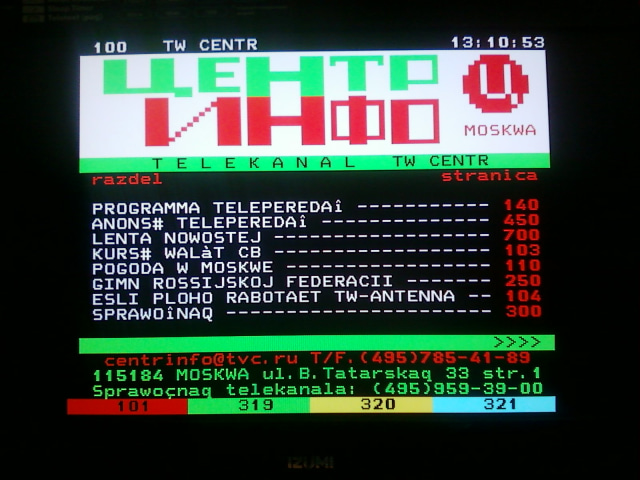 100 TW CENTR 13:10:53
ЦЕНТР
ИНФО
Ц
MOSKWA
TELEKANAL TW CENTR
razdel stranica
PROGRAMMA TELEPEREDAî ----------- 140
ANONS# TELEPEREDAî -------------- 450
LENTA NOWOSTEJ ------------------ 700
KURS# WALàT CB ------------------ 103
POGODA W MOSKWE ----------------- 110
GIMN ROSSIJSKOJ FEDERACII ------- 250
ESLI PLOHO RABOTAET TW-ANTENNA -- 104
SPRAWOîNAQ ---------------------- 300
>>>>
centrinfo@tvc.ru T/F.(495)785-41-89
115184 MOSKWA ul.B.Tatarskaq 33 str.1
Sprawoçnaq telekanala: (495)959-39-00
101 319 320 321
IZUMI